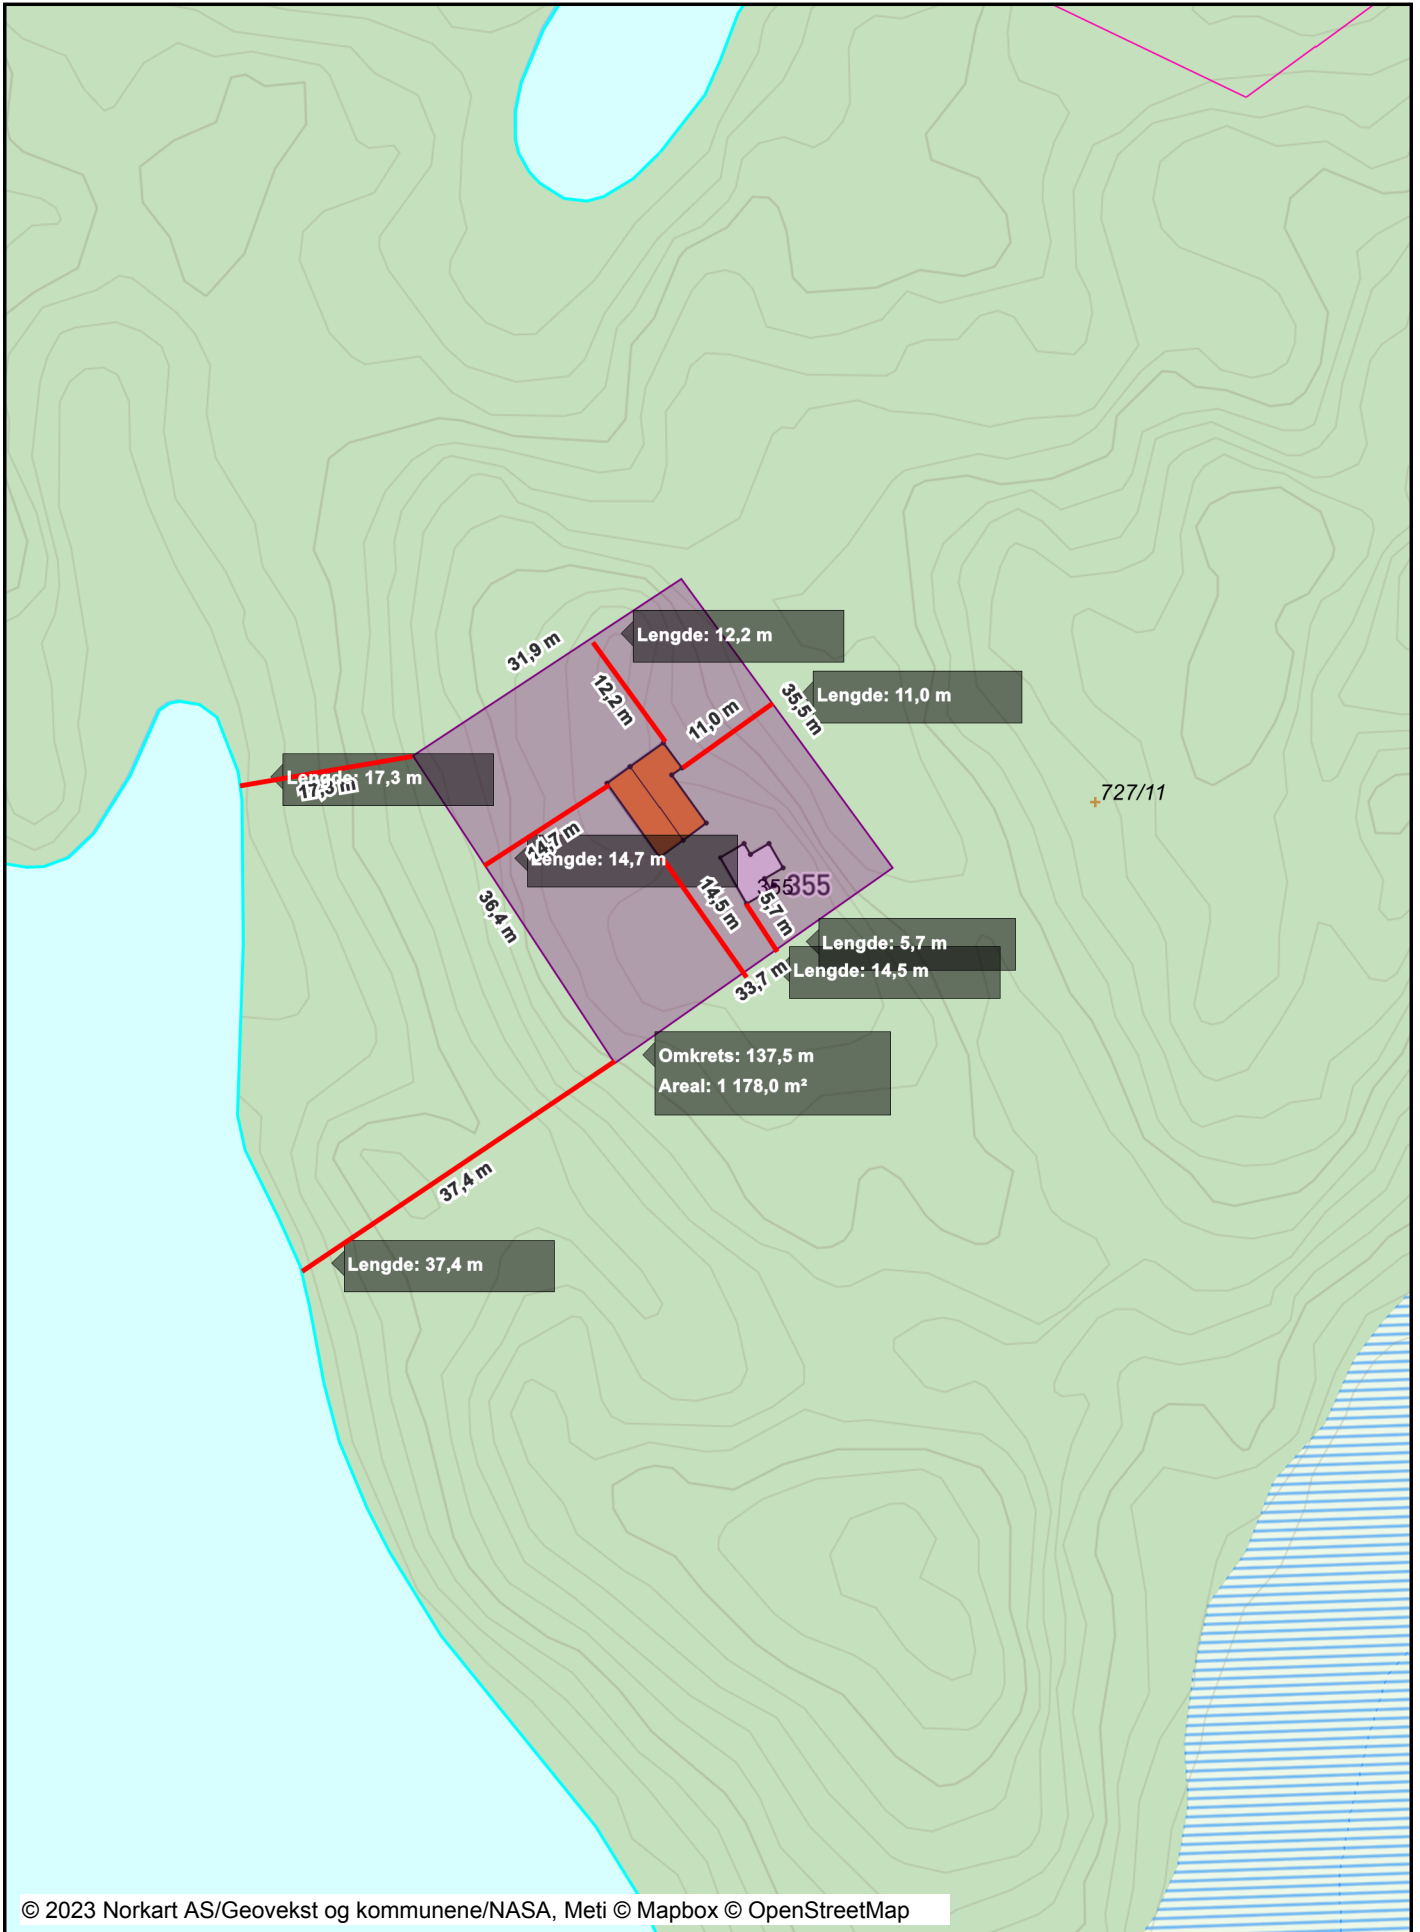 Lengde: 12,2 m
31,9 m
12,2 m
Lengde: 11,0 m
35,5 m
11,0 m
Lengde: 17,3 m
17,3 m
727/11
14,7 m
Lengde: 14,7 m
355
355
14,5 m
5,7 m
36,4 m
Lengde: 5,7 m
Lengde: 14,5 m
33,7 m
Omkrets: 137,5 m
Areal: 1 178,0 m²
37,4 m
Lengde: 37,4 m
© 2023 Norkart AS/Geovekst og kommunene/NASA, Meti © Mapbox © OpenStreetMap